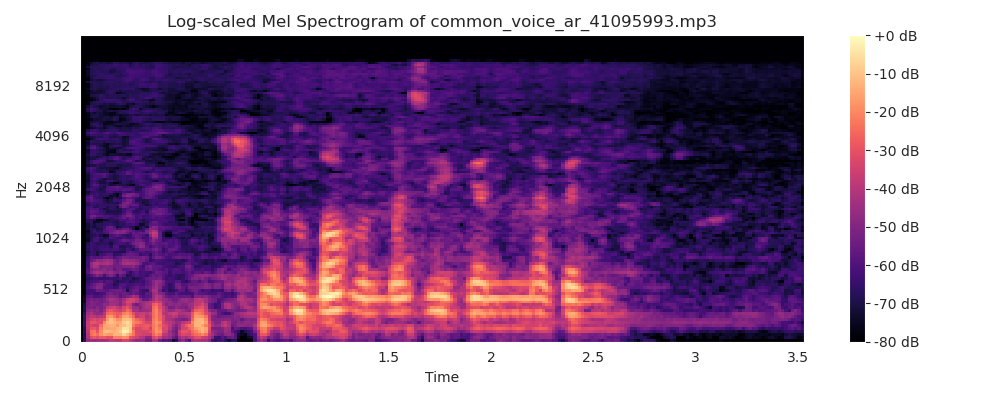 Log-scaled Mel Spectrogram of common_voice_ar_41095993.mp3
Hz
8192
4096
2048
1024
512
0
0 0.5 1 1.5 2 2.5 3 3.5
Time
+0 dB
-10 dB
-20 dB
-30 dB
-40 dB
-50 dB
-60 dB
-70 dB
-80 dB